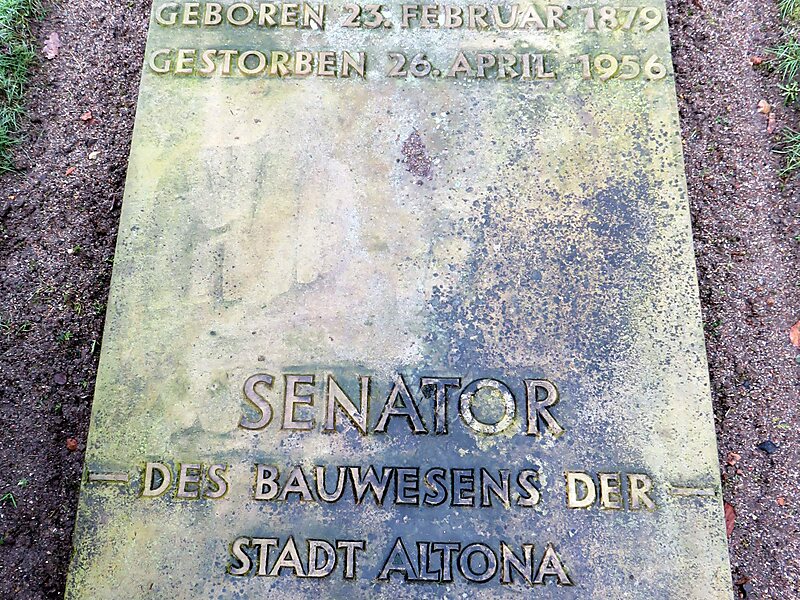 GEBOREN 23. FEBRUAR 1879
GESTORBEN 26. APRIL 1956
SENATOR
– DES BAUWESENS DER –
STADT ALTONA